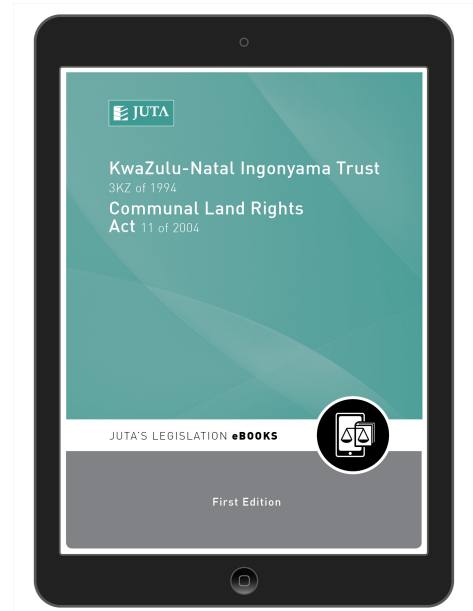 JUTA
KwaZulu-Natal Ingonyama Trust
3KZ of 1994
Communal Land Rights
Act 11 of 2004
JUTA'S LEGISLATION eBOOKS
First Edition